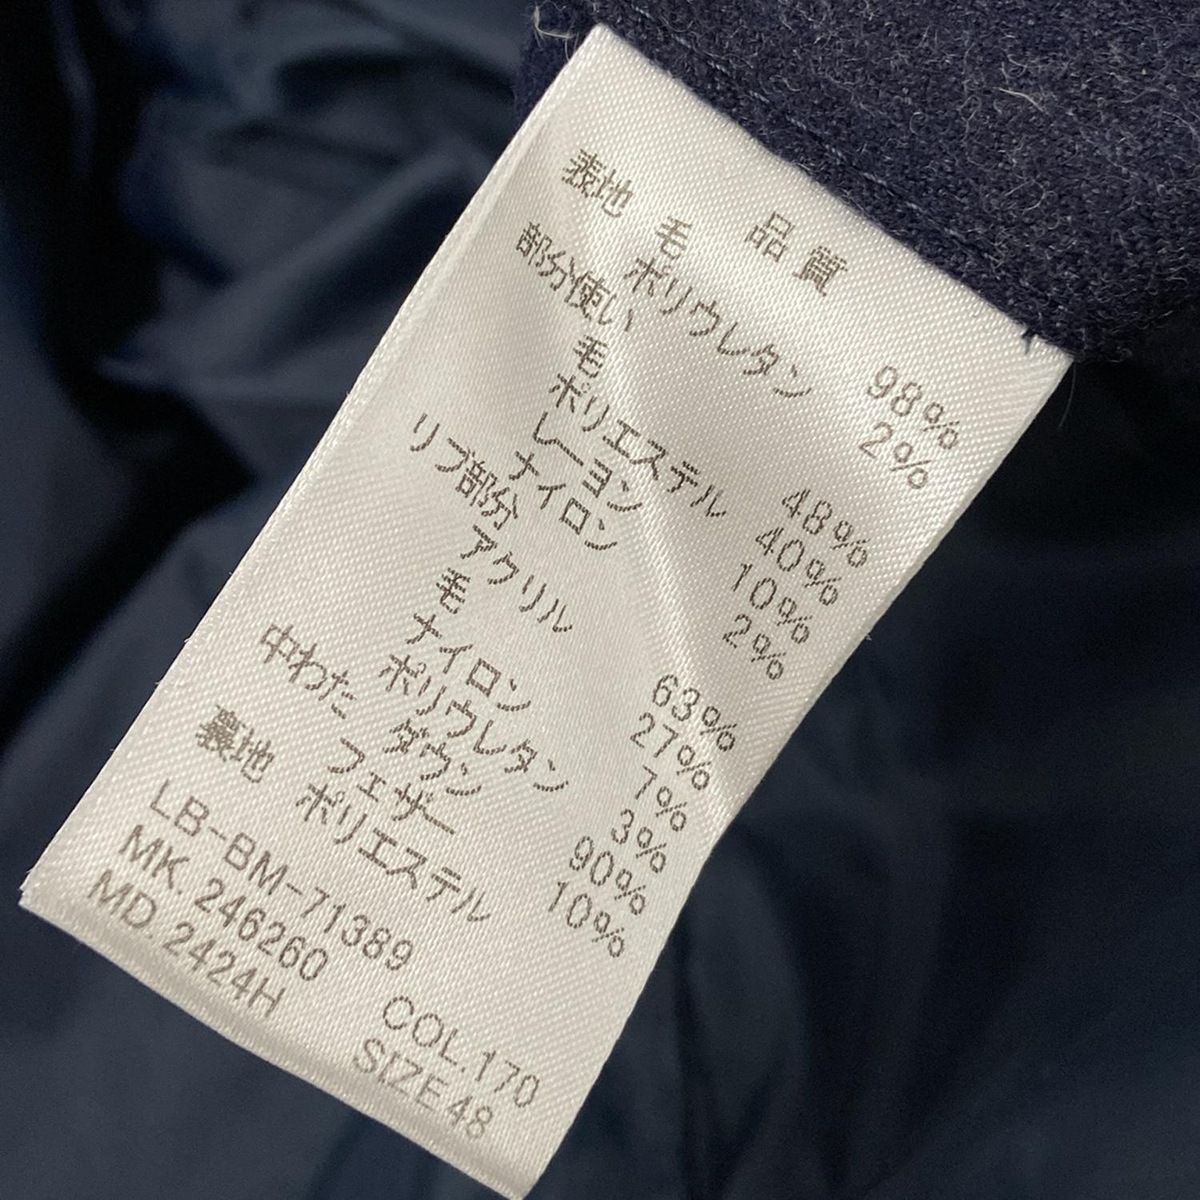 品質
表地 毛 98%
ポリウレタン 2%
部分使い
毛 48%
ポリエステル 40%
レーヨン 10%
ナイロン 2%
リブ部分
アクリル 63%
毛 27%
ナイロン 7%
ポリウレタン 3%
中わた ダウン 90%
フェザー 10%
裏地 ポリエステル
LB-BM-71389
MK. 246260 COL.170
MD.2424H SIZE48